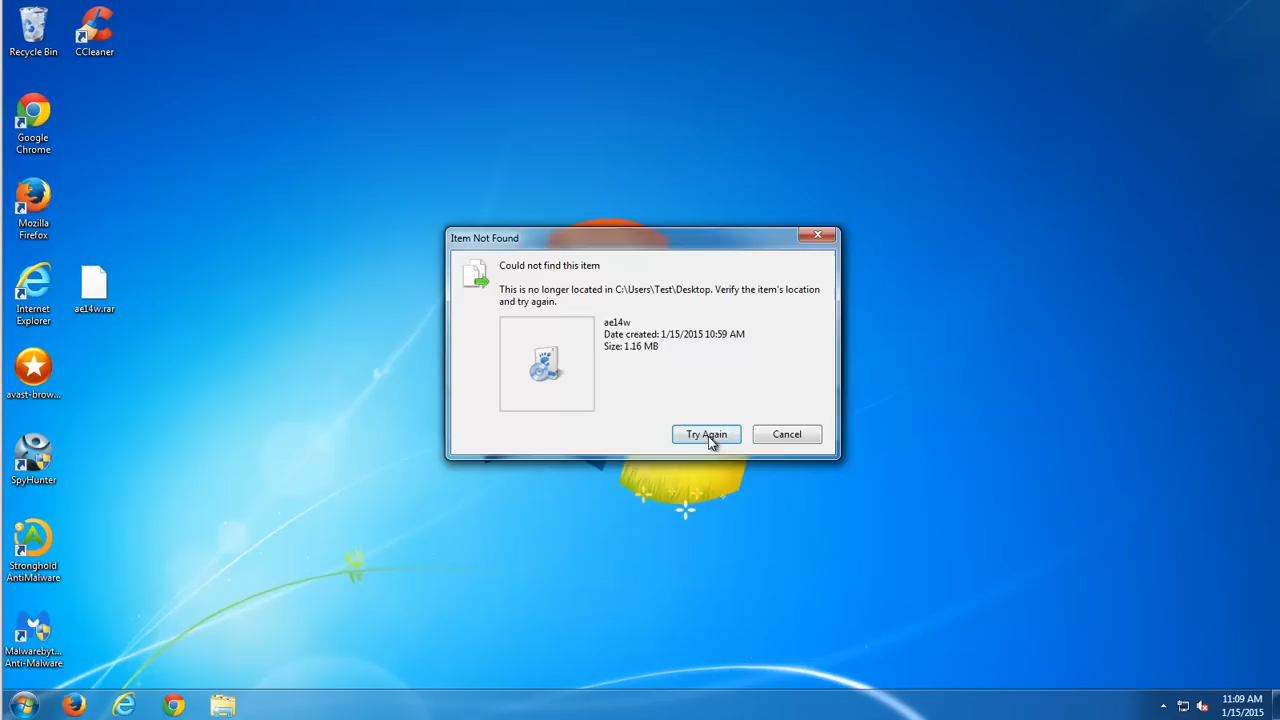 Recycle Bin
CCleaner
Google
Chrome
Mozilla
Firefox
Internet
Explorer
ae14w.rar
avast-brow...
SpyHunter
Stronghold
AntiMalware
Malwarebyt...
Anti-Malware
Item Not Found
Could not find this item
This is no longer located in C:\Users\Test\Desktop. Verify the item's location
and try again.
ae14w
Date created: 1/15/2015 10:59 AM
Size: 1.16 MB
Try Again
Cancel
11:09 AM
1/15/2015